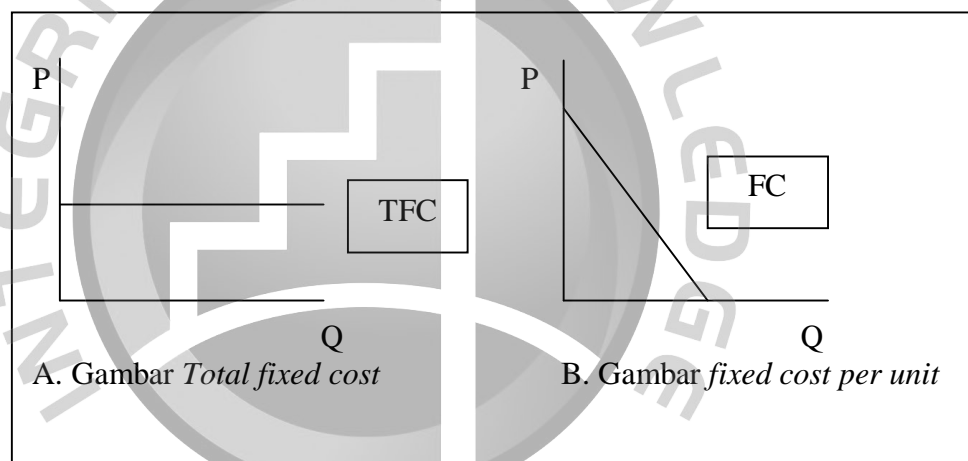 P
P
TFC
FC
Q
Q
A. Gambar Total fixed cost
B. Gambar fixed cost per unit